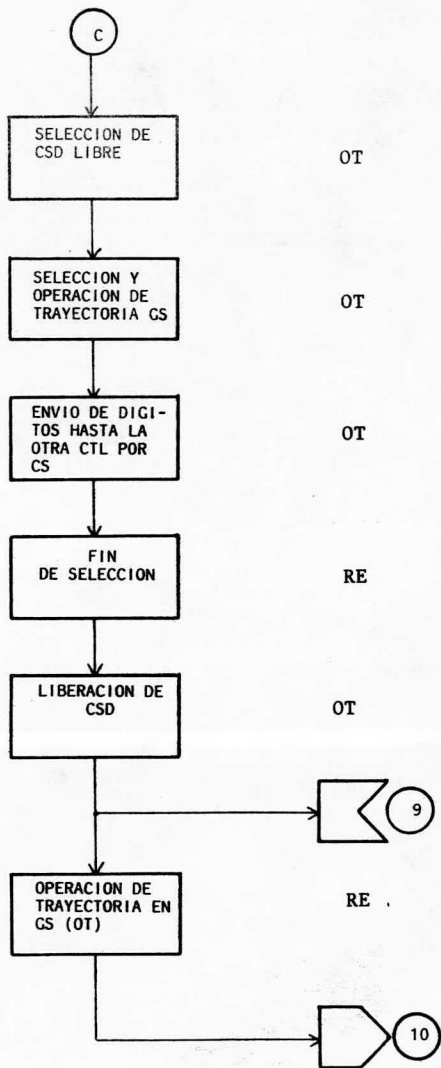 C
SELECCION DE
CSD LIBRE
OT
SELECCION Y
OPERACION DE
TRAYECTORIA GS
OT
ENVIO DE DIGI-
TOS HASTA LA
OTRA CTL POR
CS
OT
FIN
DE SELECCION
RE
LIBERACION DE
CSD
OT
9
OPERACION DE
TRAYECTORIA EN
GS (OT)
RE .
10